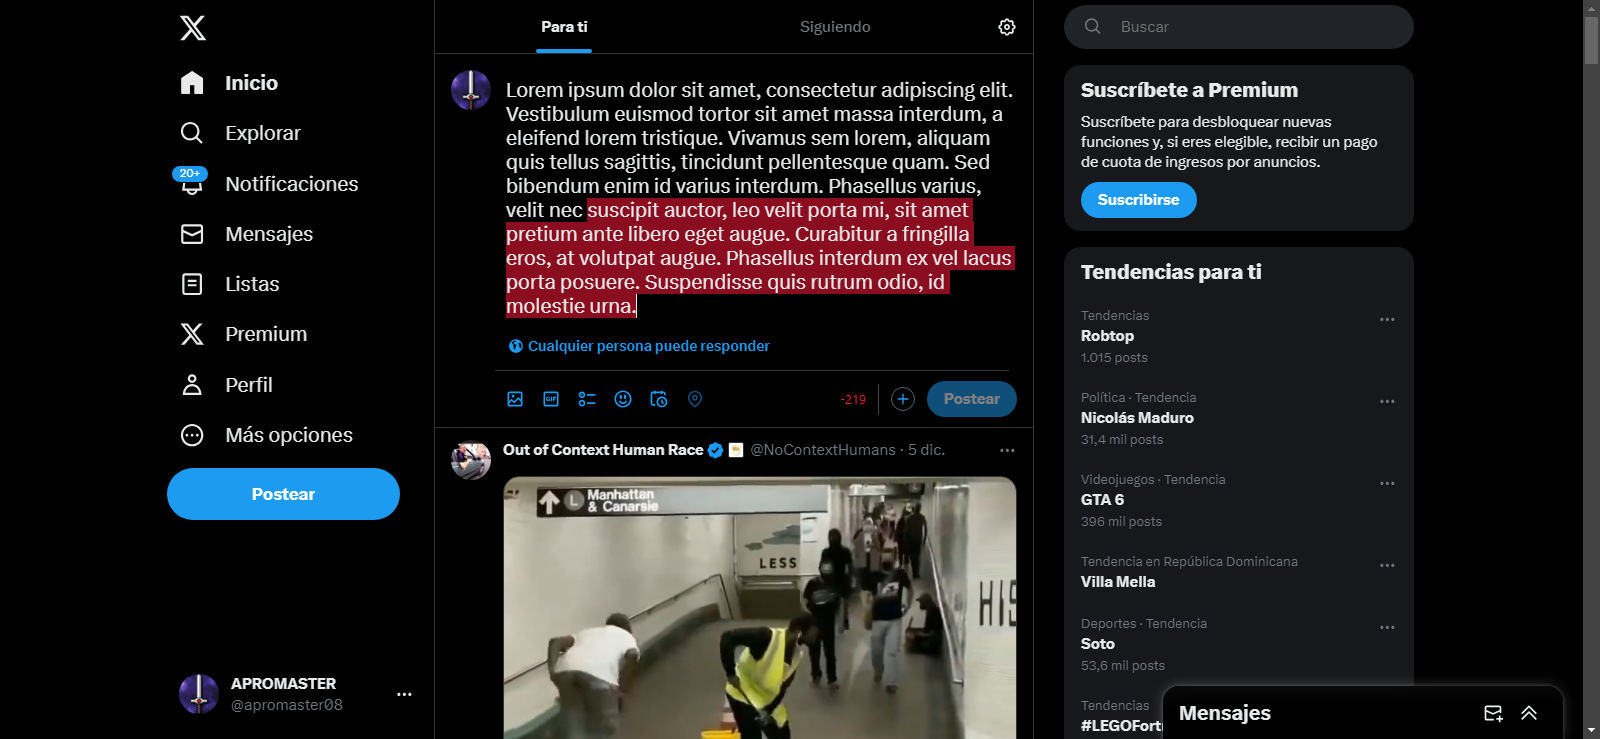 Inicio
Explorar
20+
Notificaciones
Mensajes
Listas
Premium
Perfil
Más opciones
Postear
APROMASTER
@apromaster08
Para ti
Siguiendo
Lorem ipsum dolor sit amet, consectetur adipiscing elit.
Vestibulum euismod tortor sit amet massa interdum, a
eleifend lorem tristique. Vivamus sem lorem, aliquam
quis tellus sagittis, tincidunt pellentesque quam. Sed
bibendum enim id varius interdum. Phasellus varius,
velit nec suscipit auctor, leo velit porta mi, sit amet
pretium ante libero eget augue. Curabitur a fringilla
eros, at volutpat augue. Phasellus interdum ex vel lacus
porta posuere. Suspendisse quis rutrum odio, id
molestie urna.
Cualquier persona puede responder
GIF
-219
Postear
Out of Context Human Race @NoContextHumans · 5 dic.
L Manhattan
& Canarsie
LESS
HIS
Buscar
Suscríbete a Premium
Suscríbete para desbloquear nuevas
funciones y, si eres elegible, recibir un pago
de cuota de ingresos por anuncios.
Suscribirse
Tendencias para ti
Tendencias
Robtop
1.015 posts
Política · Tendencia
Nicolás Maduro
31,4 mil posts
Videojuegos · Tendencia
GTA 6
396 mil posts
Tendencia en República Dominicana
Villa Mella
Deportes · Tendencia
Soto
53,6 mil posts
Tendencias
#LEGOFort
Mensajes